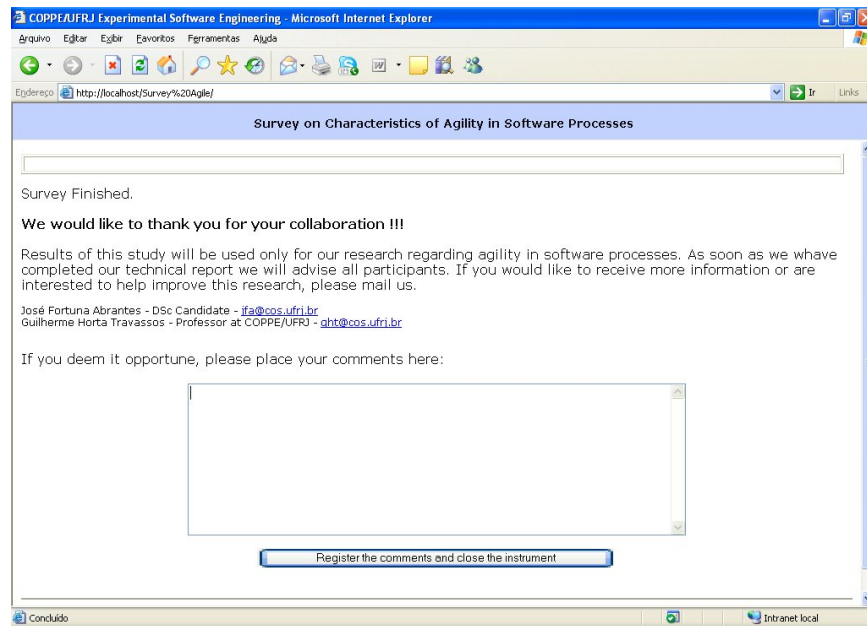 COPPE/UFRJ Experimental Software Engineering - Microsoft Internet Explorer
Arquivo Editar Exibir Favoritos Ferramentas Ajuda
Endereço http://localhost/Survey%20Agile/ Ir Links
Survey on Characteristics of Agility in Software Processes
Survey Finished.
We would like to thank you for your collaboration !!!
Results of this study will be used only for our research regarding agility in software processes. As soon as we whave
completed our technical report we will advise all participants. If you would like to receive more information or are
interested to help improve this research, please mail us.
José Fortuna Abrantes - DSc Candidate - jfa@cos.ufrj.br
Guilherme Horta Travassos - Professor at COPPE/UFRJ - ght@cos.ufrj.br
If you deem it opportune, please place your comments here:
Register the comments and close the instrument
Concluído Intranet local